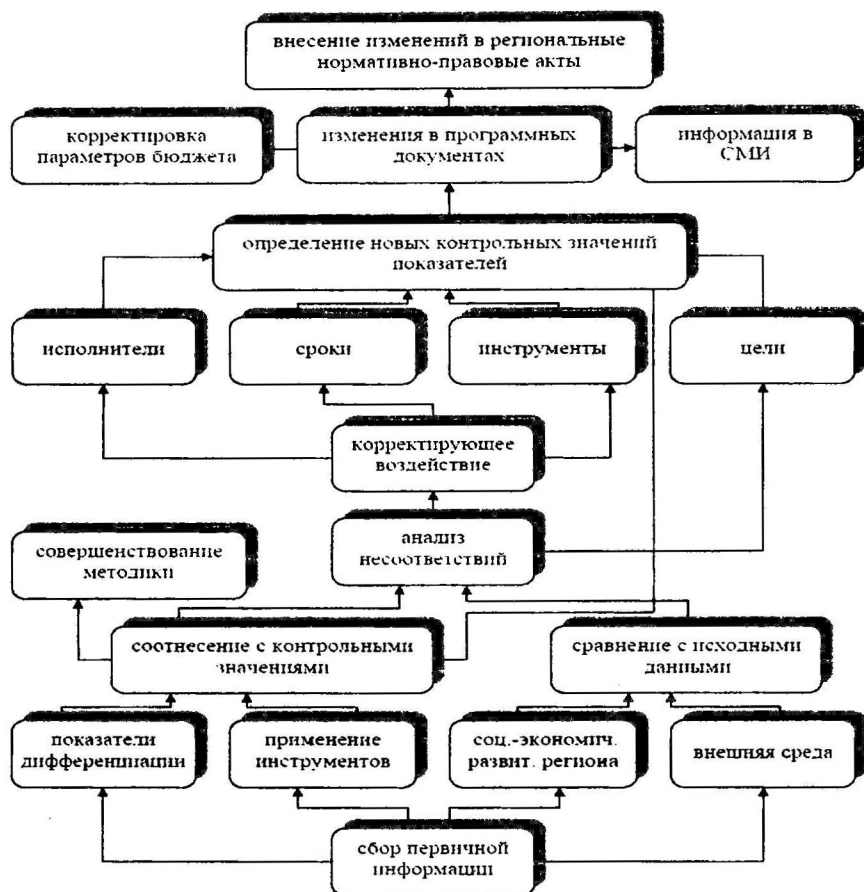 внесение изменений в региональные
нормативно-правовые акты
корректировка
параметров бюджета
изменения в программных
документах
информация в
СМИ
определение новых контрольных значений
показателей
исполнители
сроки
инструменты
цели
корректирующее
воздействие
анализ
несоответствий
совершенствование
методики
соотнесение с контрольными
значениями
сравнение с исходными
данными
показатели
дифференциации
применение
инструментов
соц.-экономич.
развит. региона
внешняя среда
сбор первичной
информации